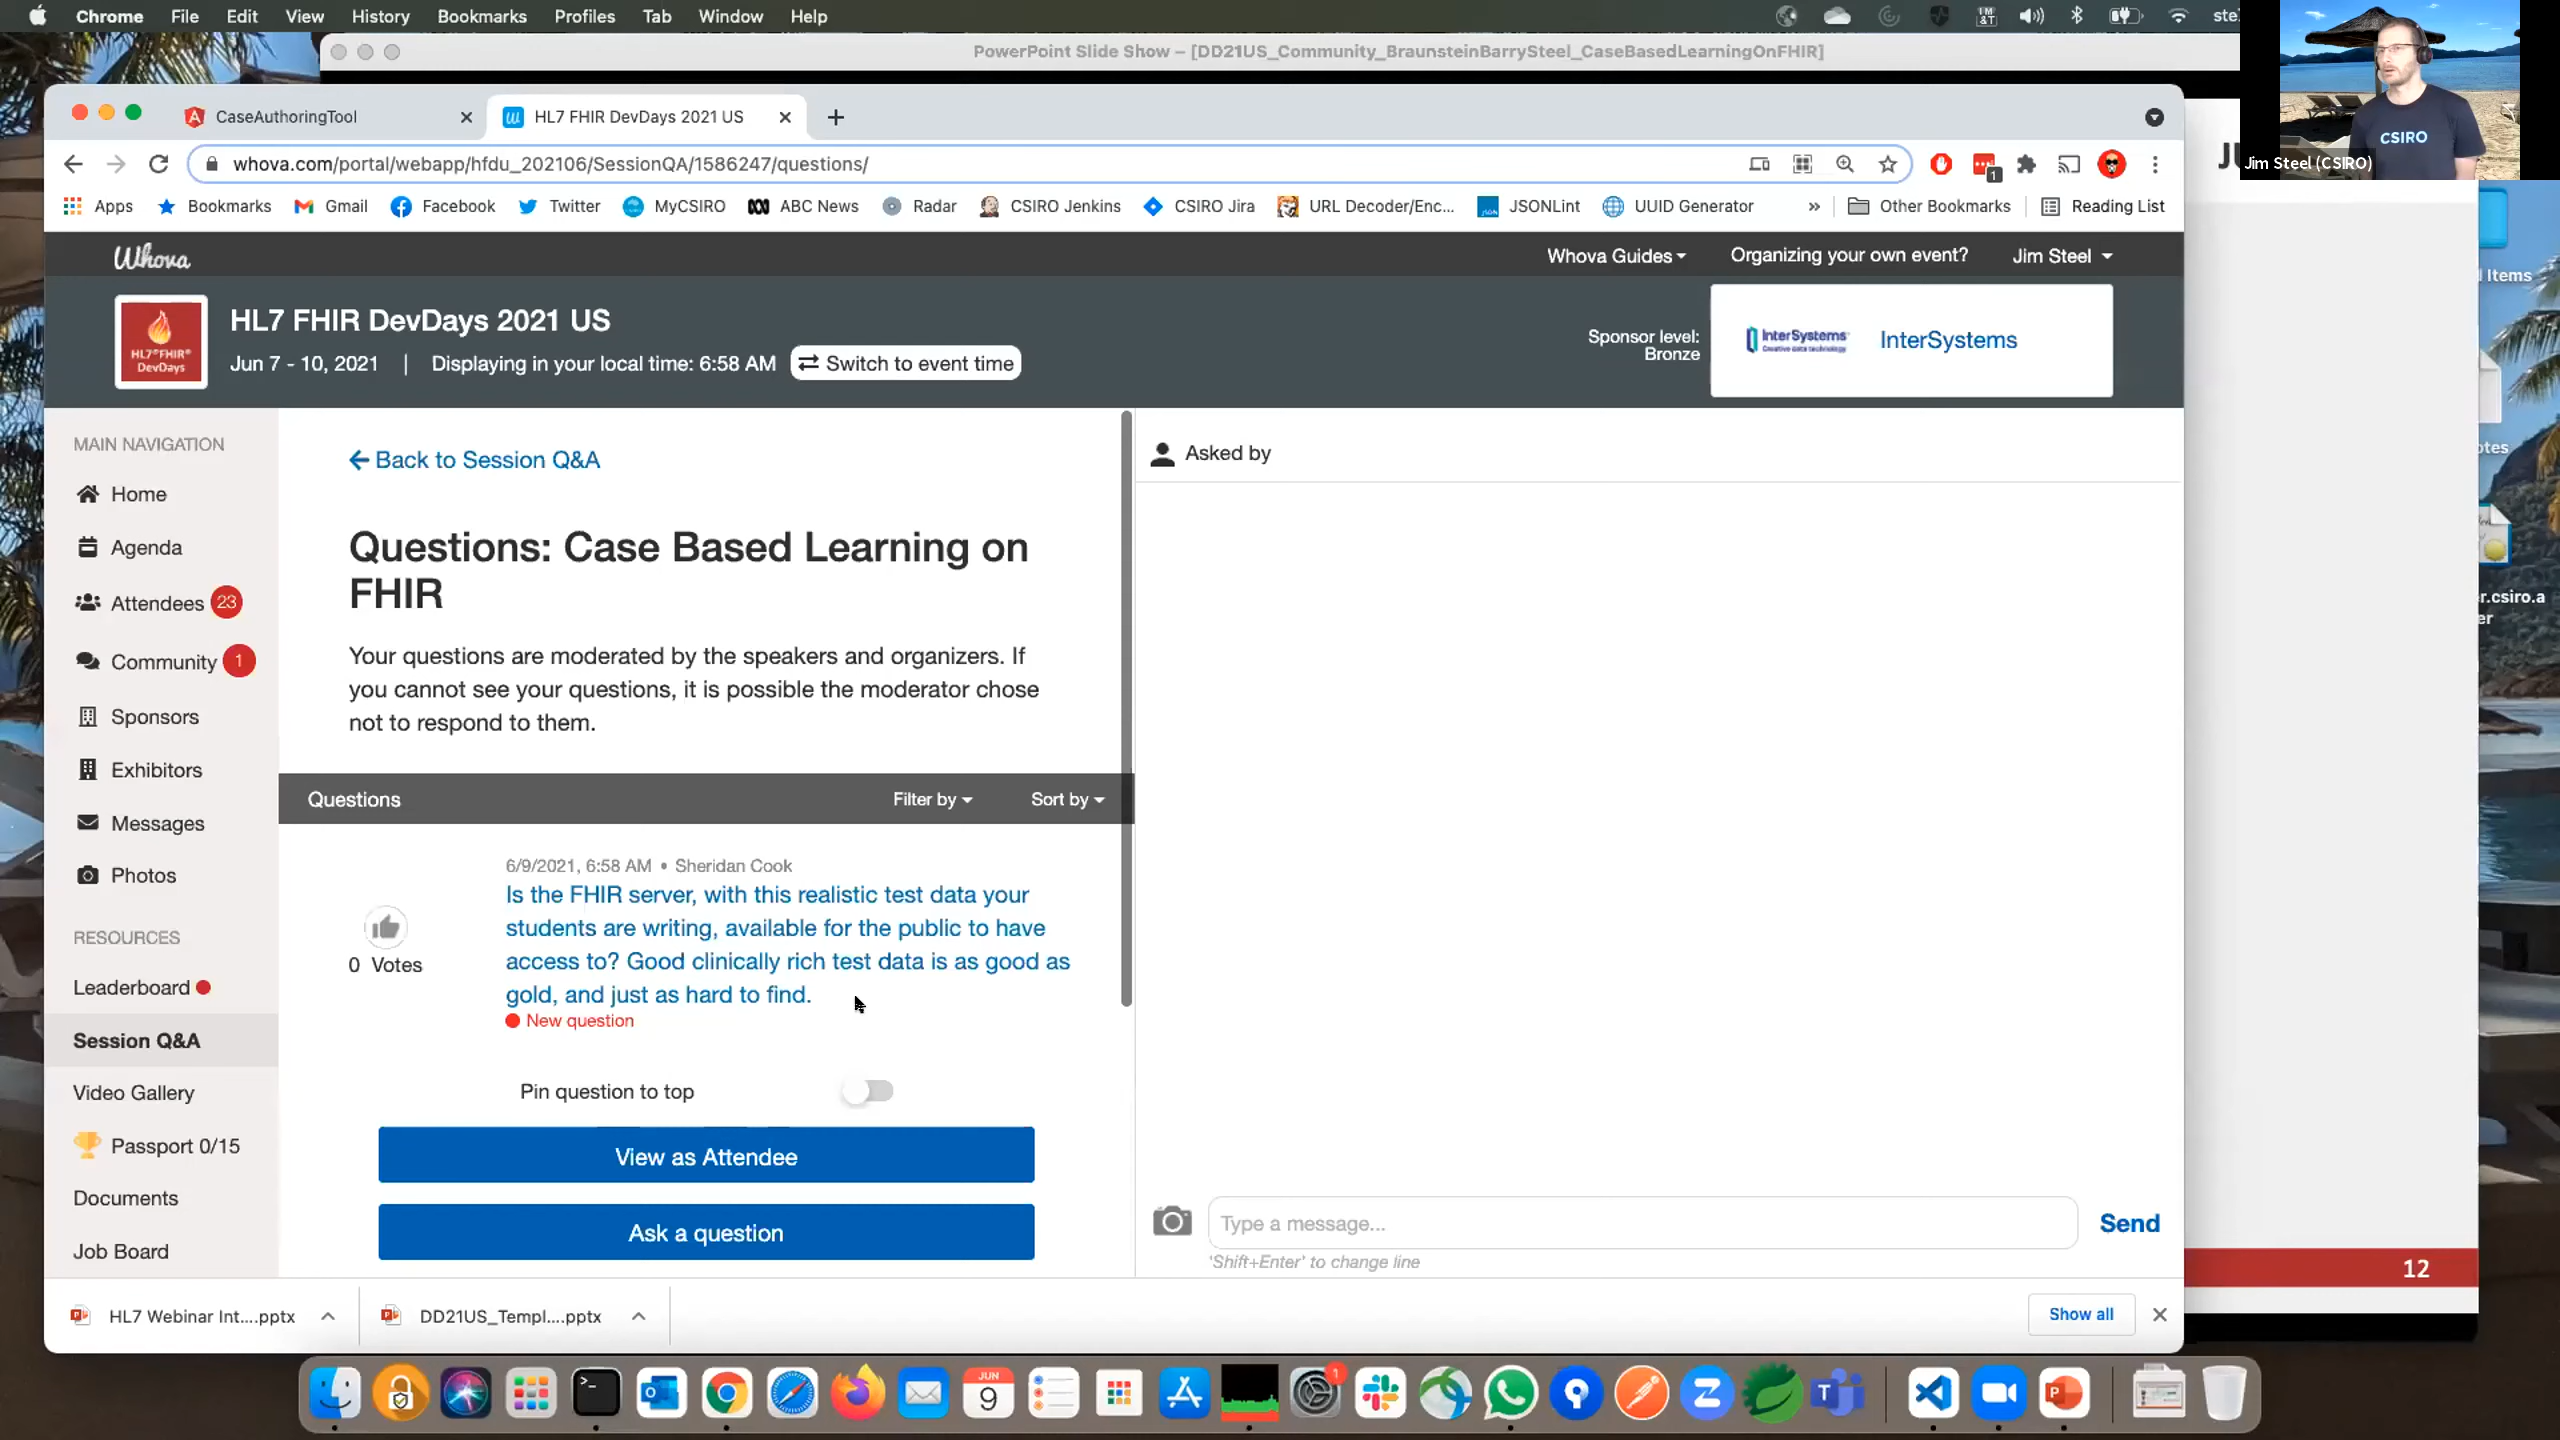 Chrome File Edit View History Bookmarks Profiles Tab Window Help
PowerPoint Slide Show – [DD21US_Community_BraunsteinBarrySteel_CaseBasedLearningOnFHIR]
CSIRO
Jim Steel (CSIRO)
CaseAuthoringTool
HL7 FHIR DevDays 2021 US
whova.com/portal/webapp/hfdu_202106/SessionQA/1586247/questions/
1
Apps Bookmarks Gmail Facebook Twitter MyCSIRO ABC News Radar CSIRO Jenkins CSIRO Jira URL Decoder/Enc... JSONLint UUID Generator » Other Bookmarks Reading List
Whova
Whova Guides Organizing your own event? Jim Steel
HL7 FHIR DevDays 2021 US
HL7®FHIR®
DevDays
Jun 7 - 10, 2021 | Displaying in your local time: 6:58 AM Switch to event time
Sponsor level:
Bronze
InterSystems
Creative data technology
InterSystems
MAIN NAVIGATION
Home
Agenda
Attendees 23
Community 1
Sponsors
Exhibitors
Messages
Photos
RESOURCES
Leaderboard
Session Q&A
Video Gallery
Passport 0/15
Documents
Job Board
Back to Session Q&A
Questions: Case Based Learning on
FHIR
Your questions are moderated by the speakers and organizers. If
you cannot see your questions, it is possible the moderator chose
not to respond to them.
Questions Filter by Sort by
6/9/2021, 6:58 AM • Sheridan Cook
Is the FHIR server, with this realistic test data your
students are writing, available for the public to have
access to? Good clinically rich test data is as good as
gold, and just as hard to find.
New question
0 Votes
Pin question to top
View as Attendee
Ask a question
Asked by
Type a message...
Send
'Shift+Enter' to change line
12
HL7 Webinar Int....pptx
DD21US_Templ....pptx
Show all
JUN
9
1